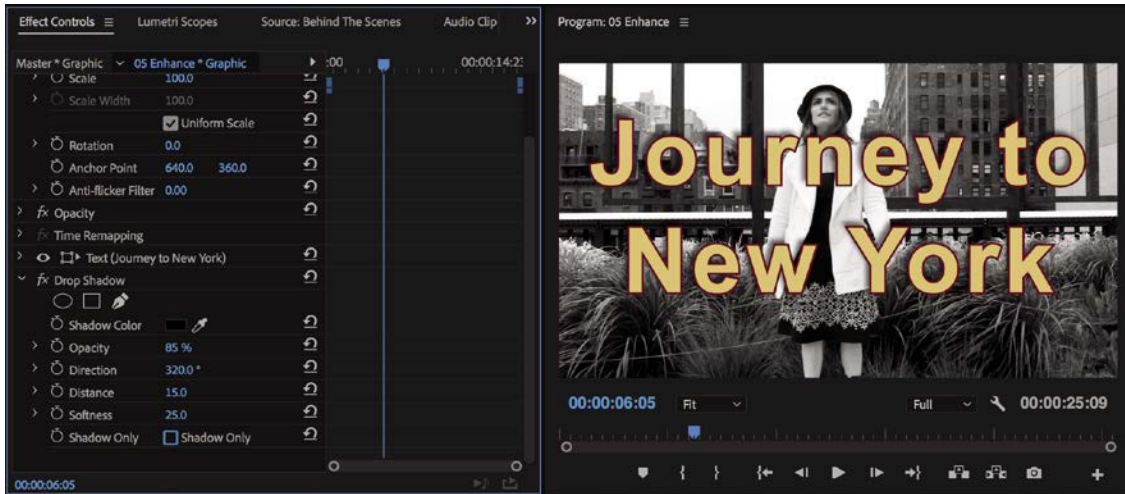 Effect Controls Lumetri Scopes Source: Behind The Scenes Audio Clip
Master * Graphic 05 Enhance * Graphic :00 00:00:14:23
Scale 100.0
Scale Width 100.0
Uniform Scale
Rotation 0.0
Anchor Point 640.0 360.0
Anti-flicker Filter 0.00
fx Opacity
fx Time Remapping
Text (Journey to New York)
fx Drop Shadow
Shadow Color
Opacity 85 %
Direction 320.0 °
Distance 15.0
Softness 25.0
Shadow Only Shadow Only
00:00:06:05
Program: 05 Enhance
Journey to
New York
00:00:06:05 Fit Full 00:00:25:09